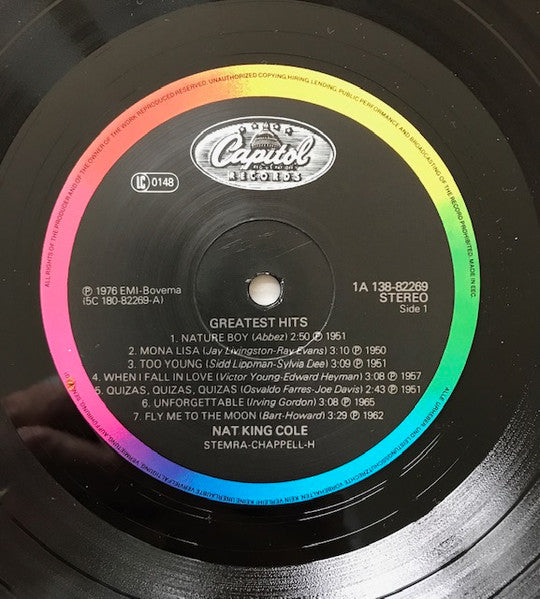 ALL RIGHTS OF THE PRODUCER AND OF THE OWNER OF THE WORK REPRODUCED RESERVED. UNAUTHORIZED COPYING, HIRING, LENDING, PUBLIC PERFORMANCE AND BROADCASTING OF THE RECORD PROHIBITED. MADE IN EEC.
Capitol
RECORDS
LC 0148
℗ 1976 EMI-Bovema
(5C 180-82269-A)
1A 138-82269
STEREO
Side 1
GREATEST HITS
1. NATURE BOY (Abbez) 2:50 ℗ 1951
2. MONA LISA (Jay Livingston-Ray Evans) 3:10 ℗ 1950
3. TOO YOUNG (Sidd Lippman-Sylvia Dee) 3:09 ℗ 1951
4. WHEN I FALL IN LOVE (Victor Young-Edward Heyman) 3:08 ℗ 1957
5. QUIZAS, QUIZAS, QUIZAS (Osvaldo Farres-Joe Davis) 2:43 ℗ 1951
6. UNFORGETTABLE (Irving Gordon) 3:08 ℗ 1965
7. FLY ME TO THE MOON (Bart-Howard) 3:29 ℗ 1962
NAT KING COLE
STEMRA-CHAPPELL-H